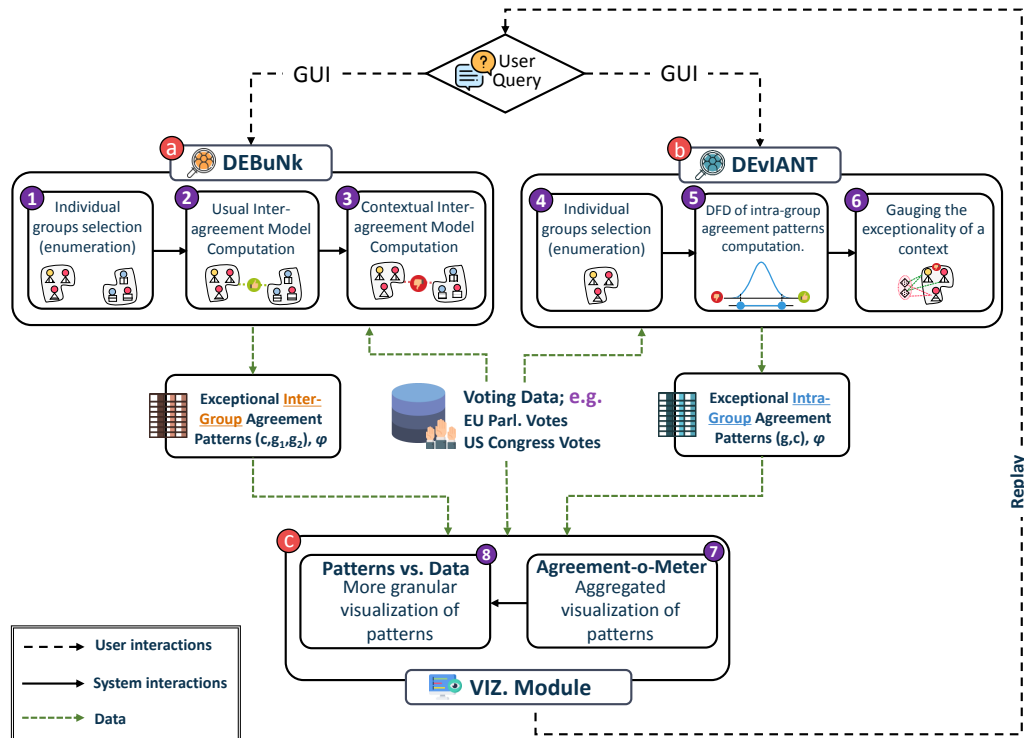 User
Query
GUI
GUI
a
DEBuNk
b
DEvIANT
1
Individual
groups selection
(enumeration)
2
Usual Inter-
agreement Model
Computation
3
Contextual Inter-
agreement Model
Computation
4
Individual
groups selection
(enumeration)
5
DFD of intra-group
agreement patterns
computation.
6
Gauging the
exceptionality of a
context
Exceptional Inter-
Group Agreement
Patterns (c,g₁,g₂), φ
Voting Data; e.g.
EU Parl. Votes
US Congress Votes
Exceptional Intra-
Group Agreement
Patterns (g,c), φ
Replay
C
8
Patterns vs. Data
More granular
visualization of
patterns
7
Agreement-o-Meter
Aggregated
visualization of
patterns
VIZ. Module
User interactions
System interactions
Data